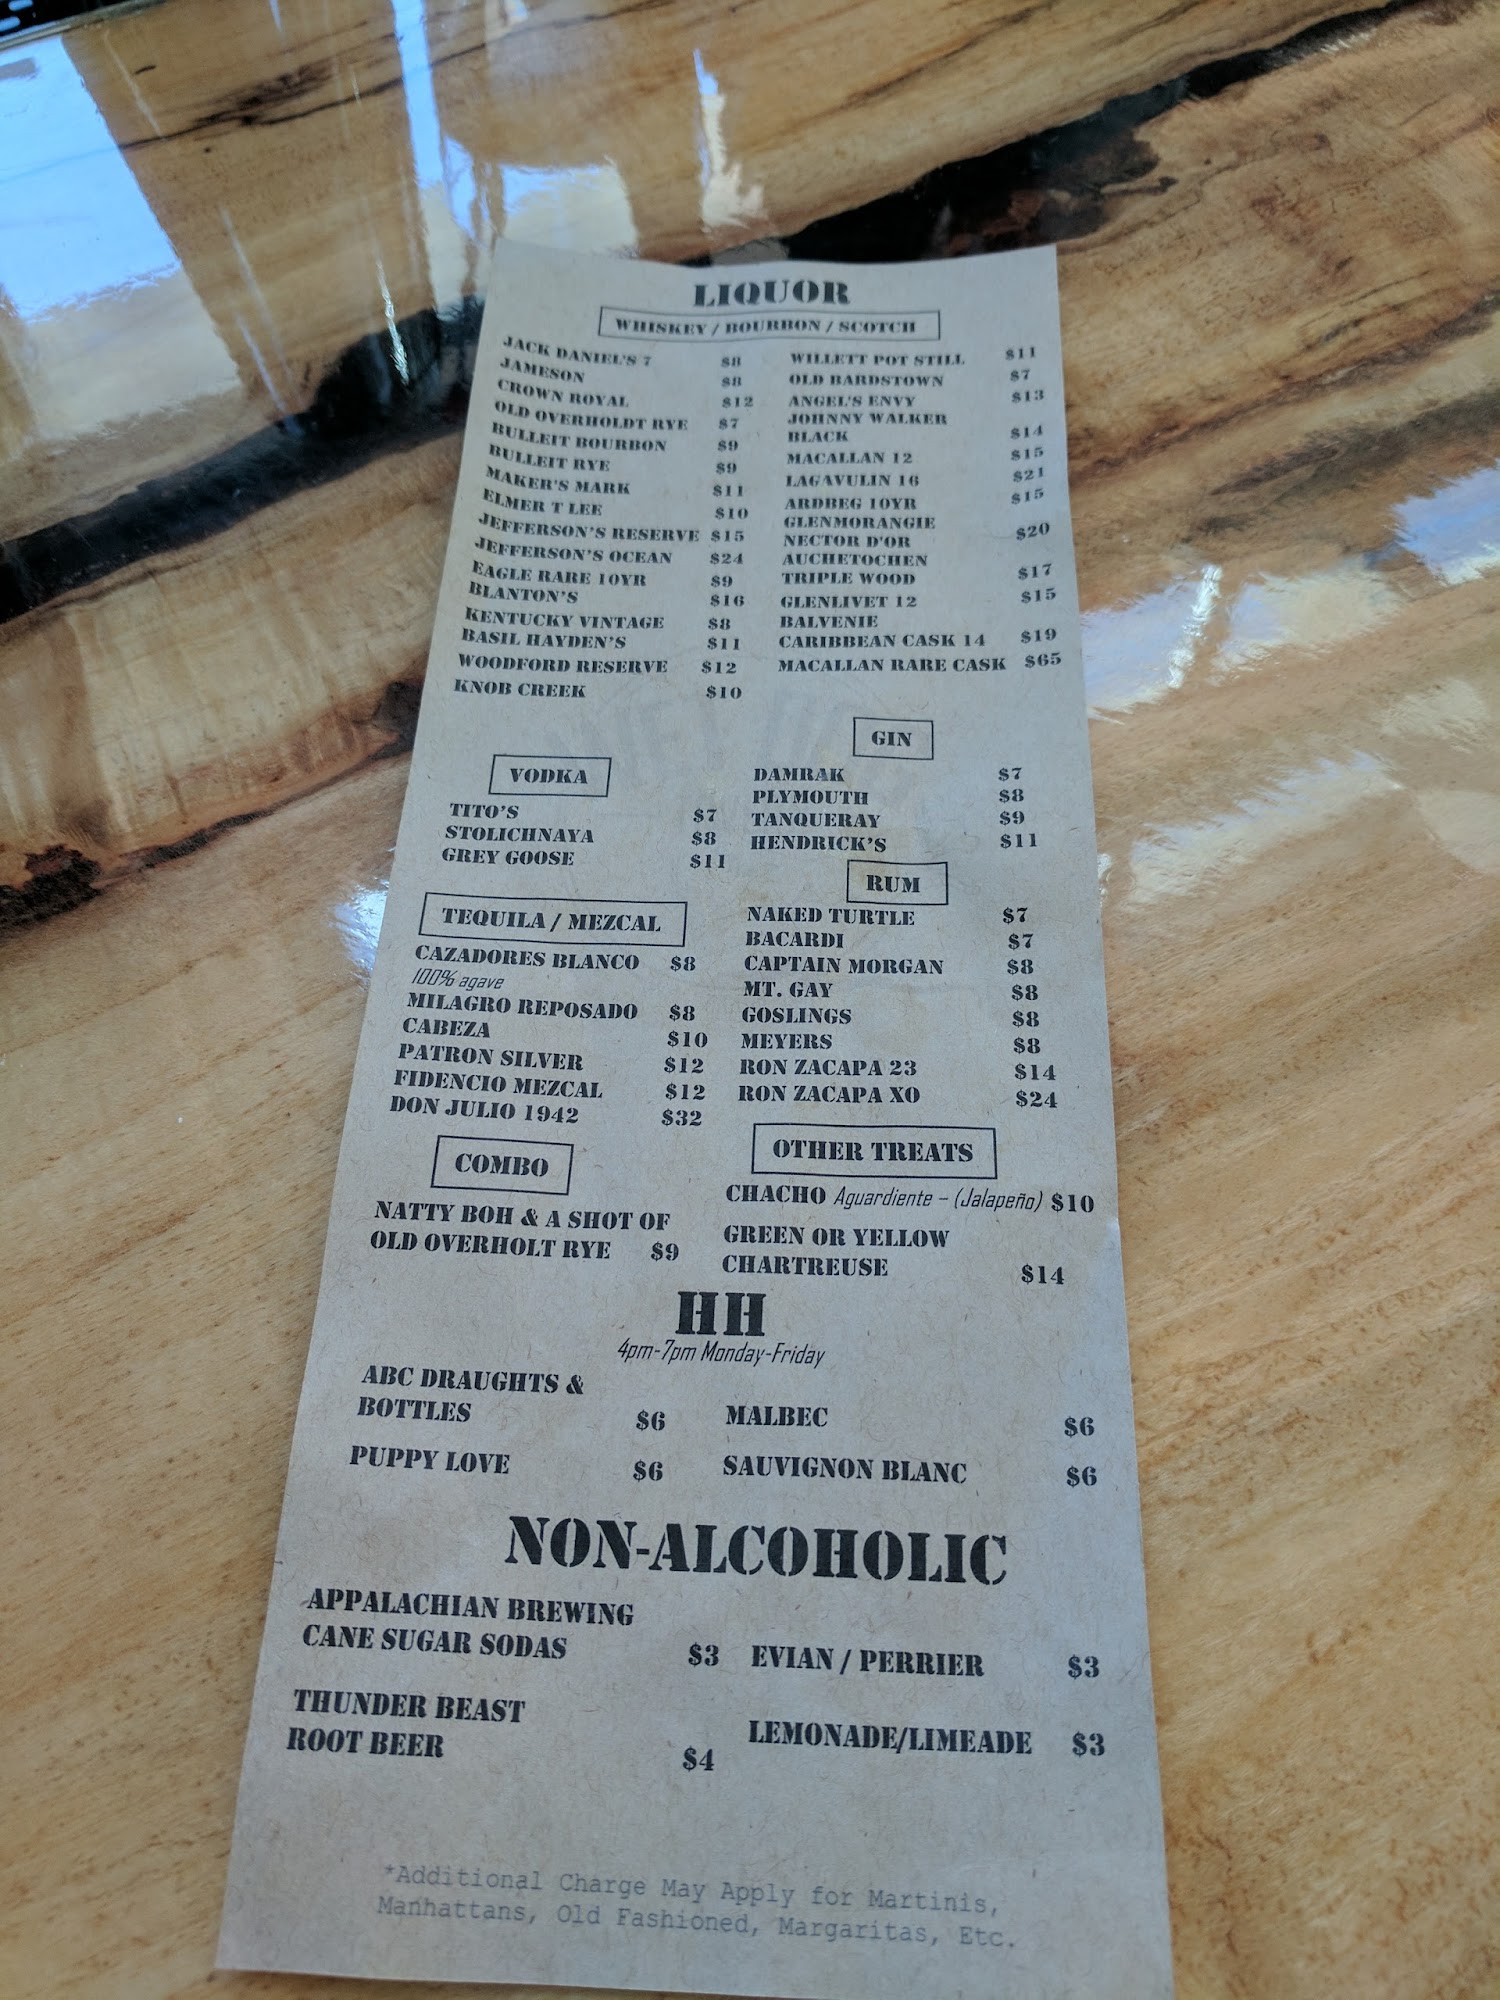 LIQUOR
WHISKEY / BOURBON / SCOTCH
JACK DANIEL'S 7 $8
JAMESON $8
CROWN ROYAL $12
OLD OVERHOLDT RYE $7
BULLEIT BOURBON $9
BULLEIT RYE $9
MAKER'S MARK $11
ELMER T LEE $10
JEFFERSON'S RESERVE $15
JEFFERSON'S OCEAN $24
EAGLE RARE 10YR $9
BLANTON'S $16
KENTUCKY VINTAGE $8
BASIL HAYDEN'S $11
WOODFORD RESERVE $12
KNOB CREEK $10
WILLETT POT STILL $11
OLD BARDSTOWN $7
ANGEL'S ENVY $13
JOHNNY WALKER
BLACK $14
MACALLAN 12 $15
LAGAVULIN 16 $21
ARDBEG 10YR $15
GLENMORANGIE
NECTOR D'OR $20
AUCHETOCHEN
TRIPLE WOOD $17
GLENLIVET 12 $15
BALVENIE
CARIBBEAN CASK 14 $19
MACALLAN RARE CASK $65
VODKA
TITO'S $7
STOLICHNAYA $8
GREY GOOSE $11
GIN
DAMRAK $7
PLYMOUTH $8
TANQUERAY $9
HENDRICK'S $11
TEQUILA / MEZCAL
CAZADORES BLANCO $8
100% agave
MILAGRO REPOSADO $8
CABEZA $10
PATRON SILVER $12
FIDENCIO MEZCAL $12
DON JULIO 1942 $32
RUM
NAKED TURTLE $7
BACARDI $7
CAPTAIN MORGAN $8
MT. GAY $8
GOSLINGS $8
MEYERS $8
RON ZACAPA 23 $14
RON ZACAPA XO $24
COMBO
NATTY BOH & A SHOT OF
OLD OVERHOLT RYE $9
OTHER TREATS
CHACHO Aguardiente – (Jalapeño) $10
GREEN OR YELLOW
CHARTREUSE $14
HH
4pm-7pm Monday-Friday
ABC DRAUGHTS &
BOTTLES $6
PUPPY LOVE $6
MALBEC $6
SAUVIGNON BLANC $6
NON-ALCOHOLIC
APPALACHIAN BREWING
CANE SUGAR SODAS $3
THUNDER BEAST
ROOT BEER $4
EVIAN / PERRIER $3
LEMONADE/LIMEADE $3
*Additional Charge May Apply for Martinis,
Manhattans, Old Fashioned, Margaritas, Etc.